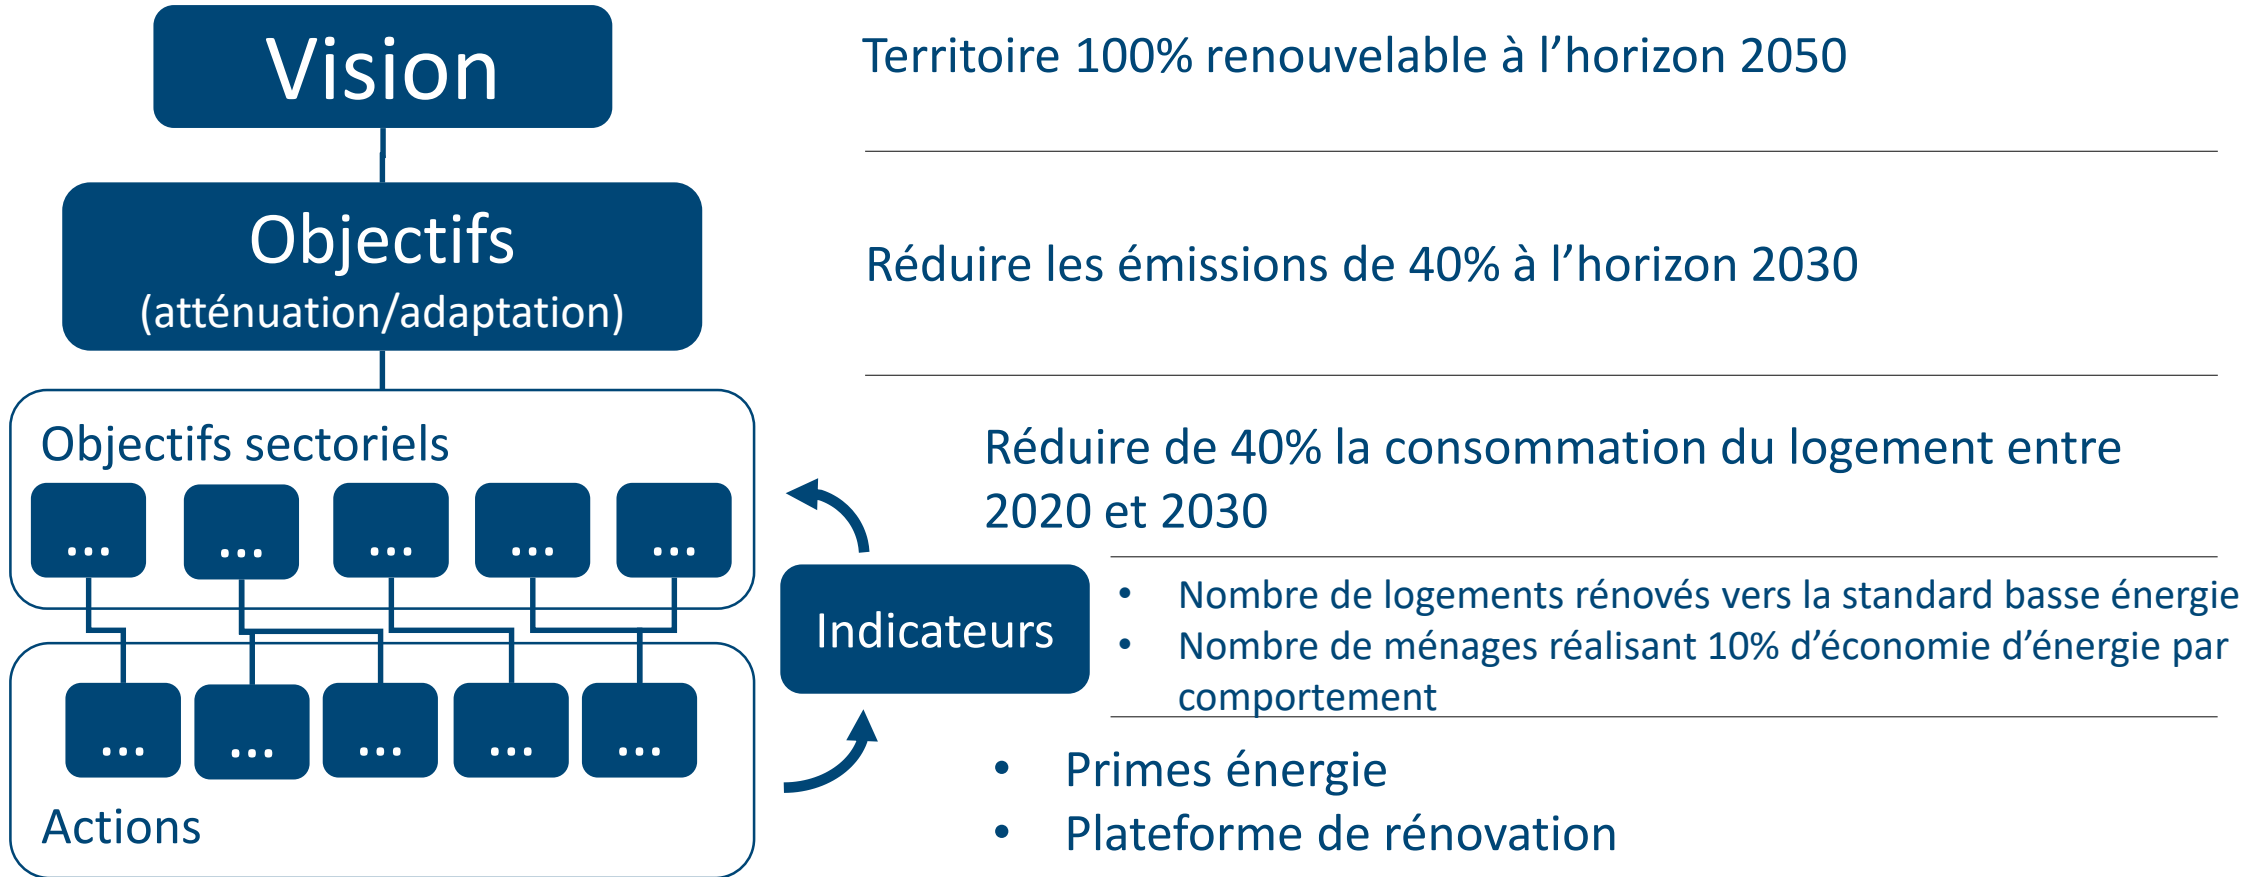 Vision
Territoire 100% renouvelable à l’horizon 2050
Objectifs
(atténuation/adaptation)
Réduire les émissions de 40% à l’horizon 2030
Objectifs sectoriels
... ... ... ... ...
Réduire de 40% la consommation du logement entre
2020 et 2030
Indicateurs
• Nombre de logements rénovés vers la standard basse énergie
• Nombre de ménages réalisant 10% d’économie d’énergie par
comportement
... ... ... ... ...
Actions
• Primes énergie
• Plateforme de rénovation